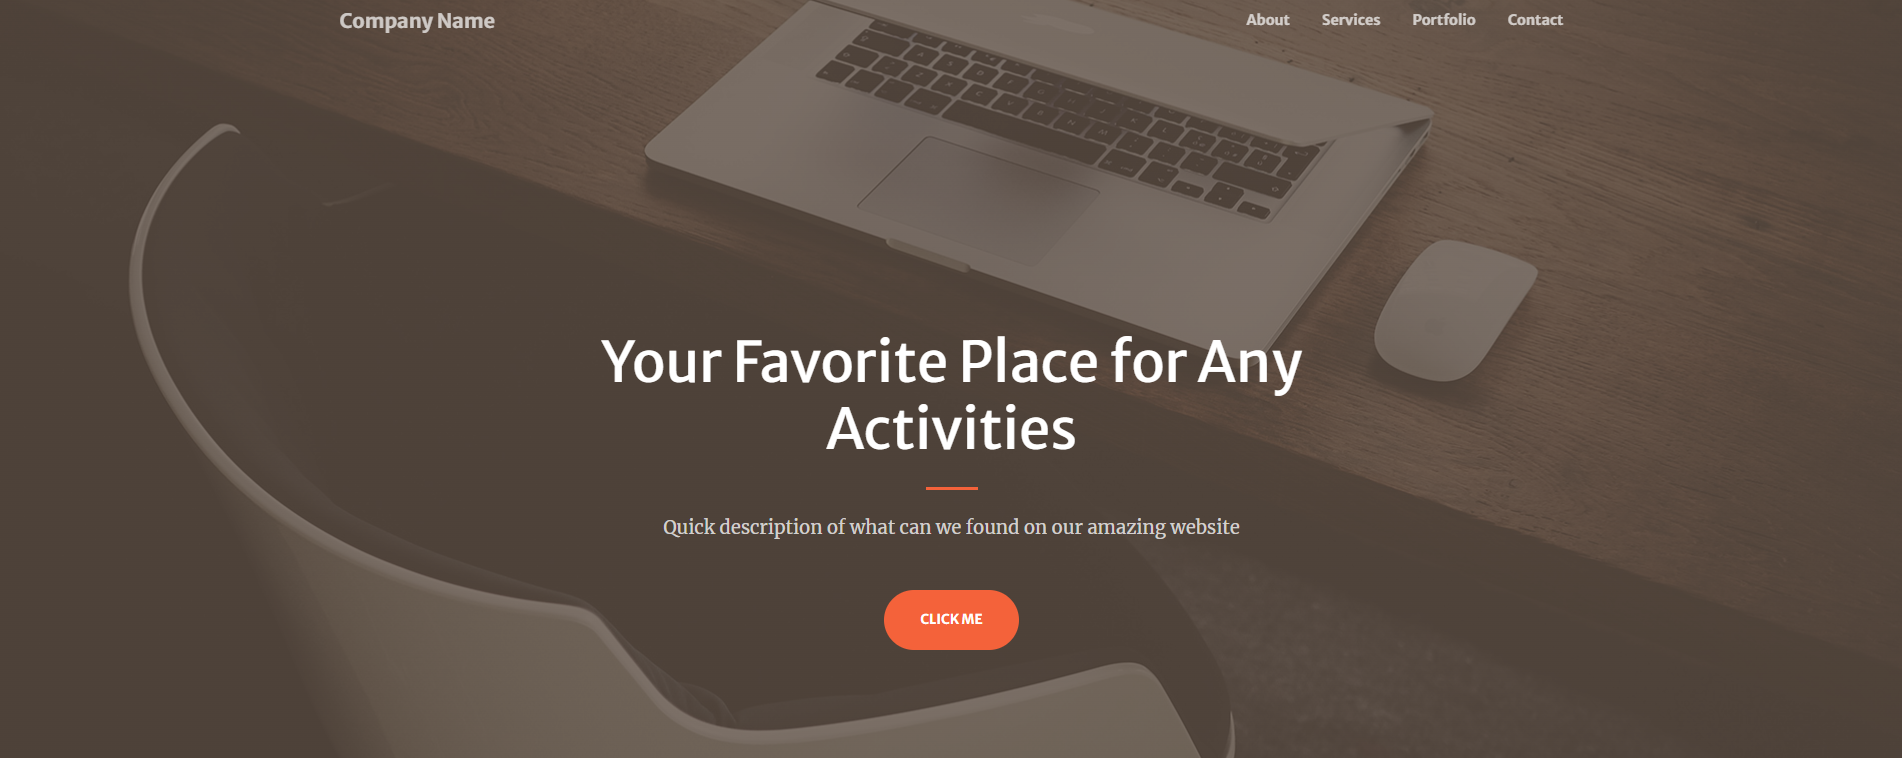 Company Name
About Services Portfolio Contact
Your Favorite Place for Any
Activities
Quick description of what can we found on our amazing website
CLICK ME